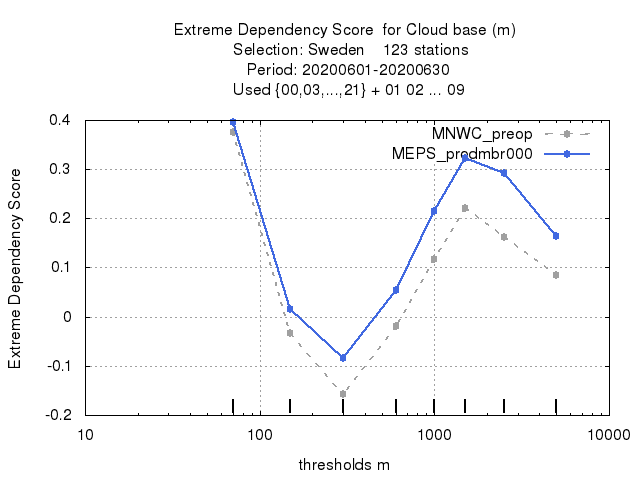 Extreme Dependency Score  for Cloud base (m)
Selection: Sweden    123 stations
Period: 20200601-20200630
Used {00,03,...,21} + 01 02 ... 09
MNWC_preop
MEPS_prodmbr000
Extreme Dependency Score
0.4
0.3
0.2
0.1
0
-0.1
-0.2
10
100
1000
10000
thresholds m